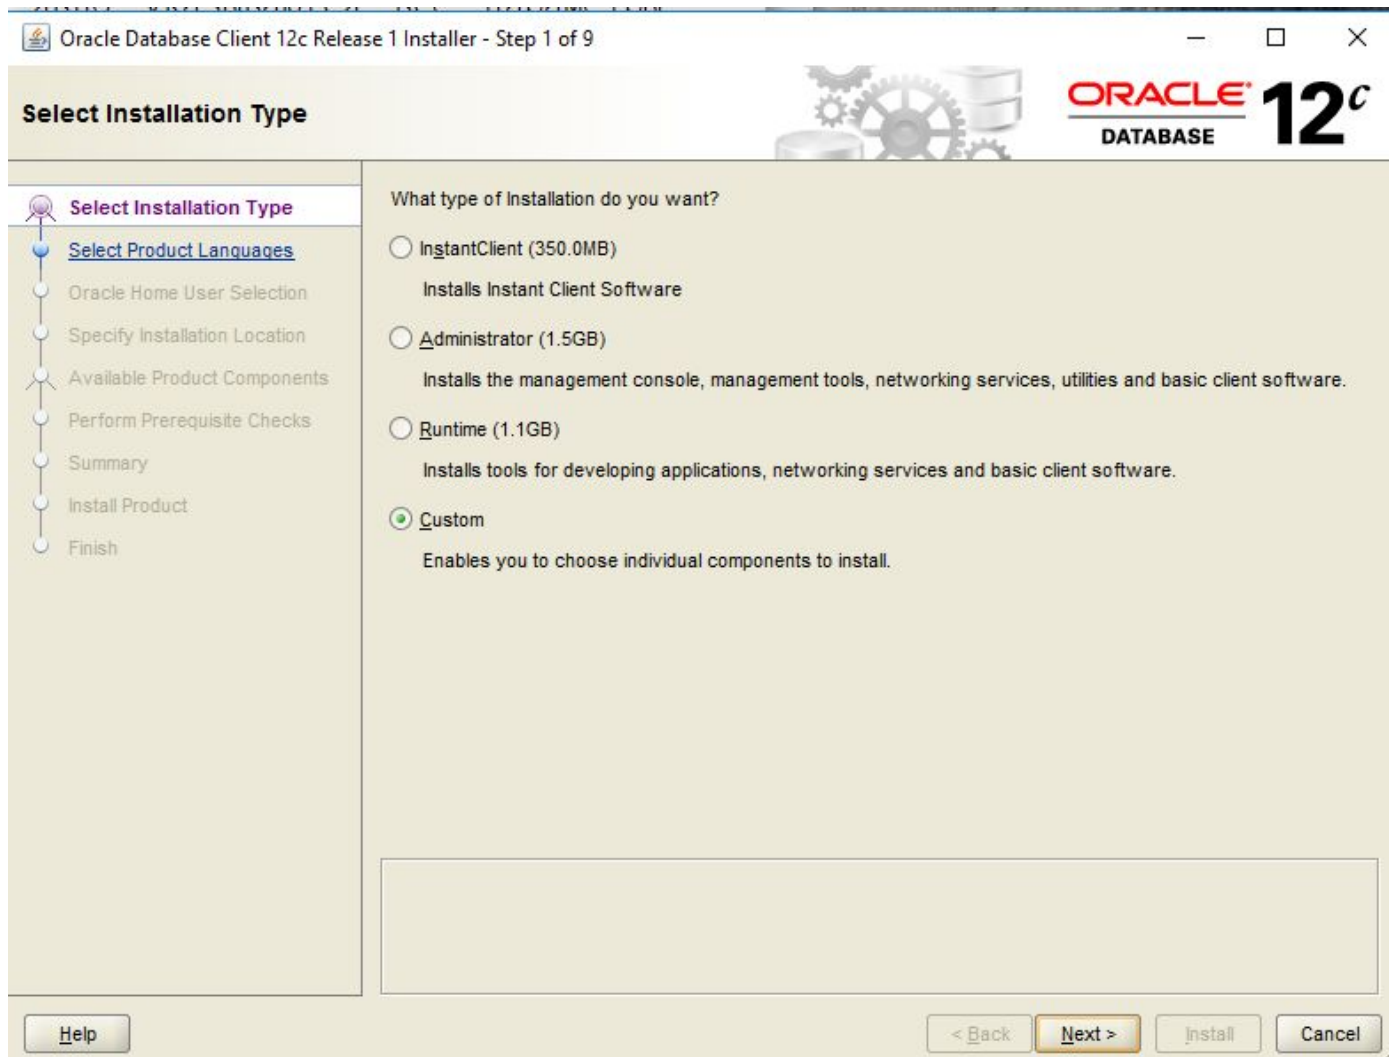 Oracle Database Client 12c Release 1 Installer - Step 1 of 9
Select Installation Type
ORACLE
DATABASE
12c
Select Installation Type
Select Product Languages
Oracle Home User Selection
Specify Installation Location
Available Product Components
Perform Prerequisite Checks
Summary
Install Product
Finish
What type of Installation do you want?
InstantClient (350.0MB)
Installs Instant Client Software
Administrator (1.5GB)
Installs the management console, management tools, networking services, utilities and basic client software.
Runtime (1.1GB)
Installs tools for developing applications, networking services and basic client software.
Custom
Enables you to choose individual components to install.
Help
< Back
Next >
Install
Cancel